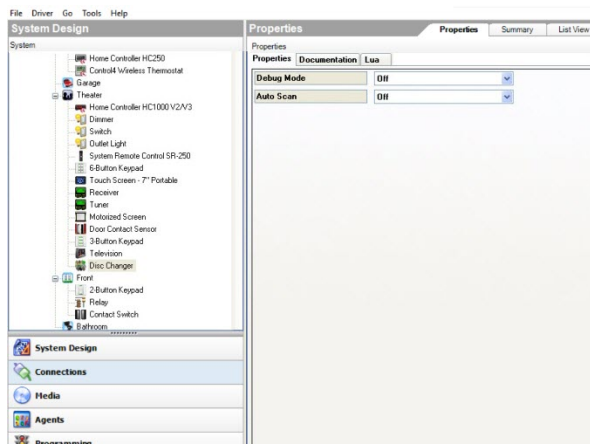 File Driver Go Tools Help
System Design
System
Home Controller HC250
Control4 Wireless Thermostat
Garage
Theater
Home Controller HC1000 V2/V3
Dimmer
Switch
Outlet Light
System Remote Control SR-250
6-Button Keypad
Touch Screen - 7" Portable
Receiver
Tuner
Motorized Screen
Door Contact Sensor
3-Button Keypad
Television
Disc Changer
Front
2-Button Keypad
Relay
Contact Switch
Bathroom
System Design
Connections
Media
Agents
Programming
Properties Properties Summary List View
Properties
Properties Documentation Lua
Debug Mode Off
Auto Scan Off